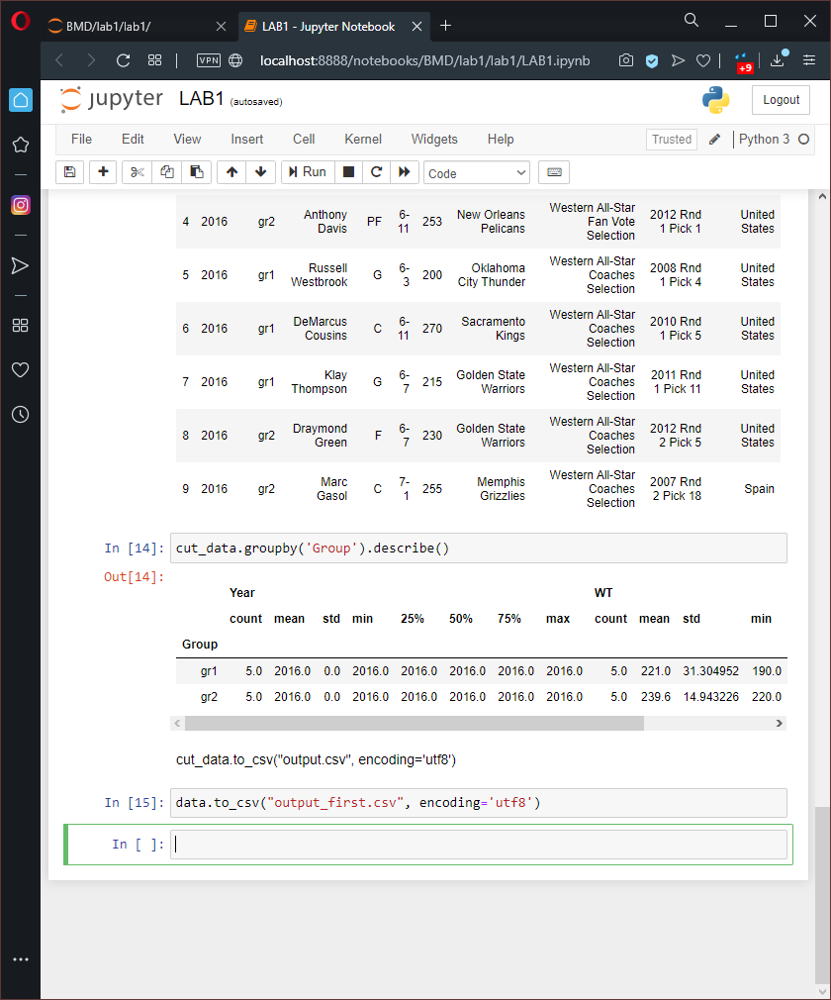 BMD/lab1/lab1/
LAB1 - Jupyter Notebook
VPN
localhost:8888/notebooks/BMD/lab1/lab1/LAB1.ipynb
+9
jupyter LAB1 (autosaved)
Logout
File Edit View Insert Cell Kernel Widgets Help
Trusted
Python 3
Run
Code
4 2016 gr2 Anthony Davis PF 6-11 253 New Orleans Pelicans Western All-Star Fan Vote Selection 2012 Rnd 1 Pick 1 United States
5 2016 gr1 Russell Westbrook G 6-3 200 Oklahoma City Thunder Western All-Star Coaches Selection 2008 Rnd 1 Pick 4 United States
6 2016 gr1 DeMarcus Cousins C 6-11 270 Sacramento Kings Western All-Star Coaches Selection 2010 Rnd 1 Pick 5 United States
7 2016 gr1 Klay Thompson G 6-7 215 Golden State Warriors Western All-Star Coaches Selection 2011 Rnd 1 Pick 11 United States
8 2016 gr2 Draymond Green F 6-7 230 Golden State Warriors Western All-Star Coaches Selection 2012 Rnd 2 Pick 5 United States
9 2016 gr2 Marc Gasol C 7-1 255 Memphis Grizzlies Western All-Star Coaches Selection 2007 Rnd 2 Pick 18 Spain
In [14]: cut_data.groupby('Group').describe()
Out[14]:
Year WT
count mean std min 25% 50% 75% max count mean std min
Group
gr1 5.0 2016.0 0.0 2016.0 2016.0 2016.0 2016.0 2016.0 5.0 221.0 31.304952 190.0
gr2 5.0 2016.0 0.0 2016.0 2016.0 2016.0 2016.0 2016.0 5.0 239.6 14.943226 220.0
cut_data.to_csv("output.csv", encoding='utf8')
In [15]: data.to_csv("output_first.csv", encoding='utf8')
In [ ]: